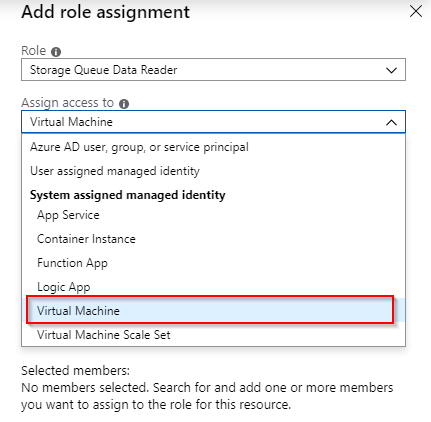 Add role assignment
Role
Storage Queue Data Reader
Assign access to
Virtual Machine
Azure AD user, group, or service principal
User assigned managed identity
System assigned managed identity
App Service
Container Instance
Function App
Logic App
Virtual Machine
Virtual Machine Scale Set
Selected members:
No members selected. Search for and add one or more members
you want to assign to the role for this resource.